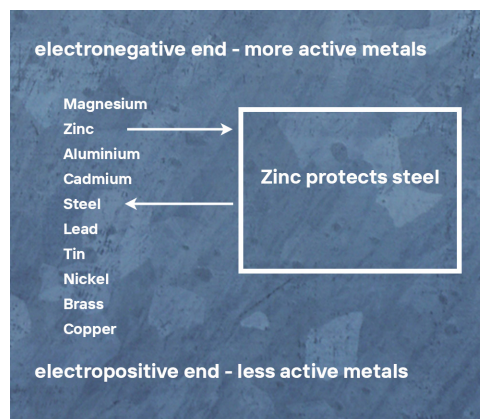 electronegative end - more active metals
Magnesium
Zinc
Aluminium
Cadmium
Steel
Lead
Tin
Nickel
Brass
Copper
Zinc protects steel
electropositive end - less active metals